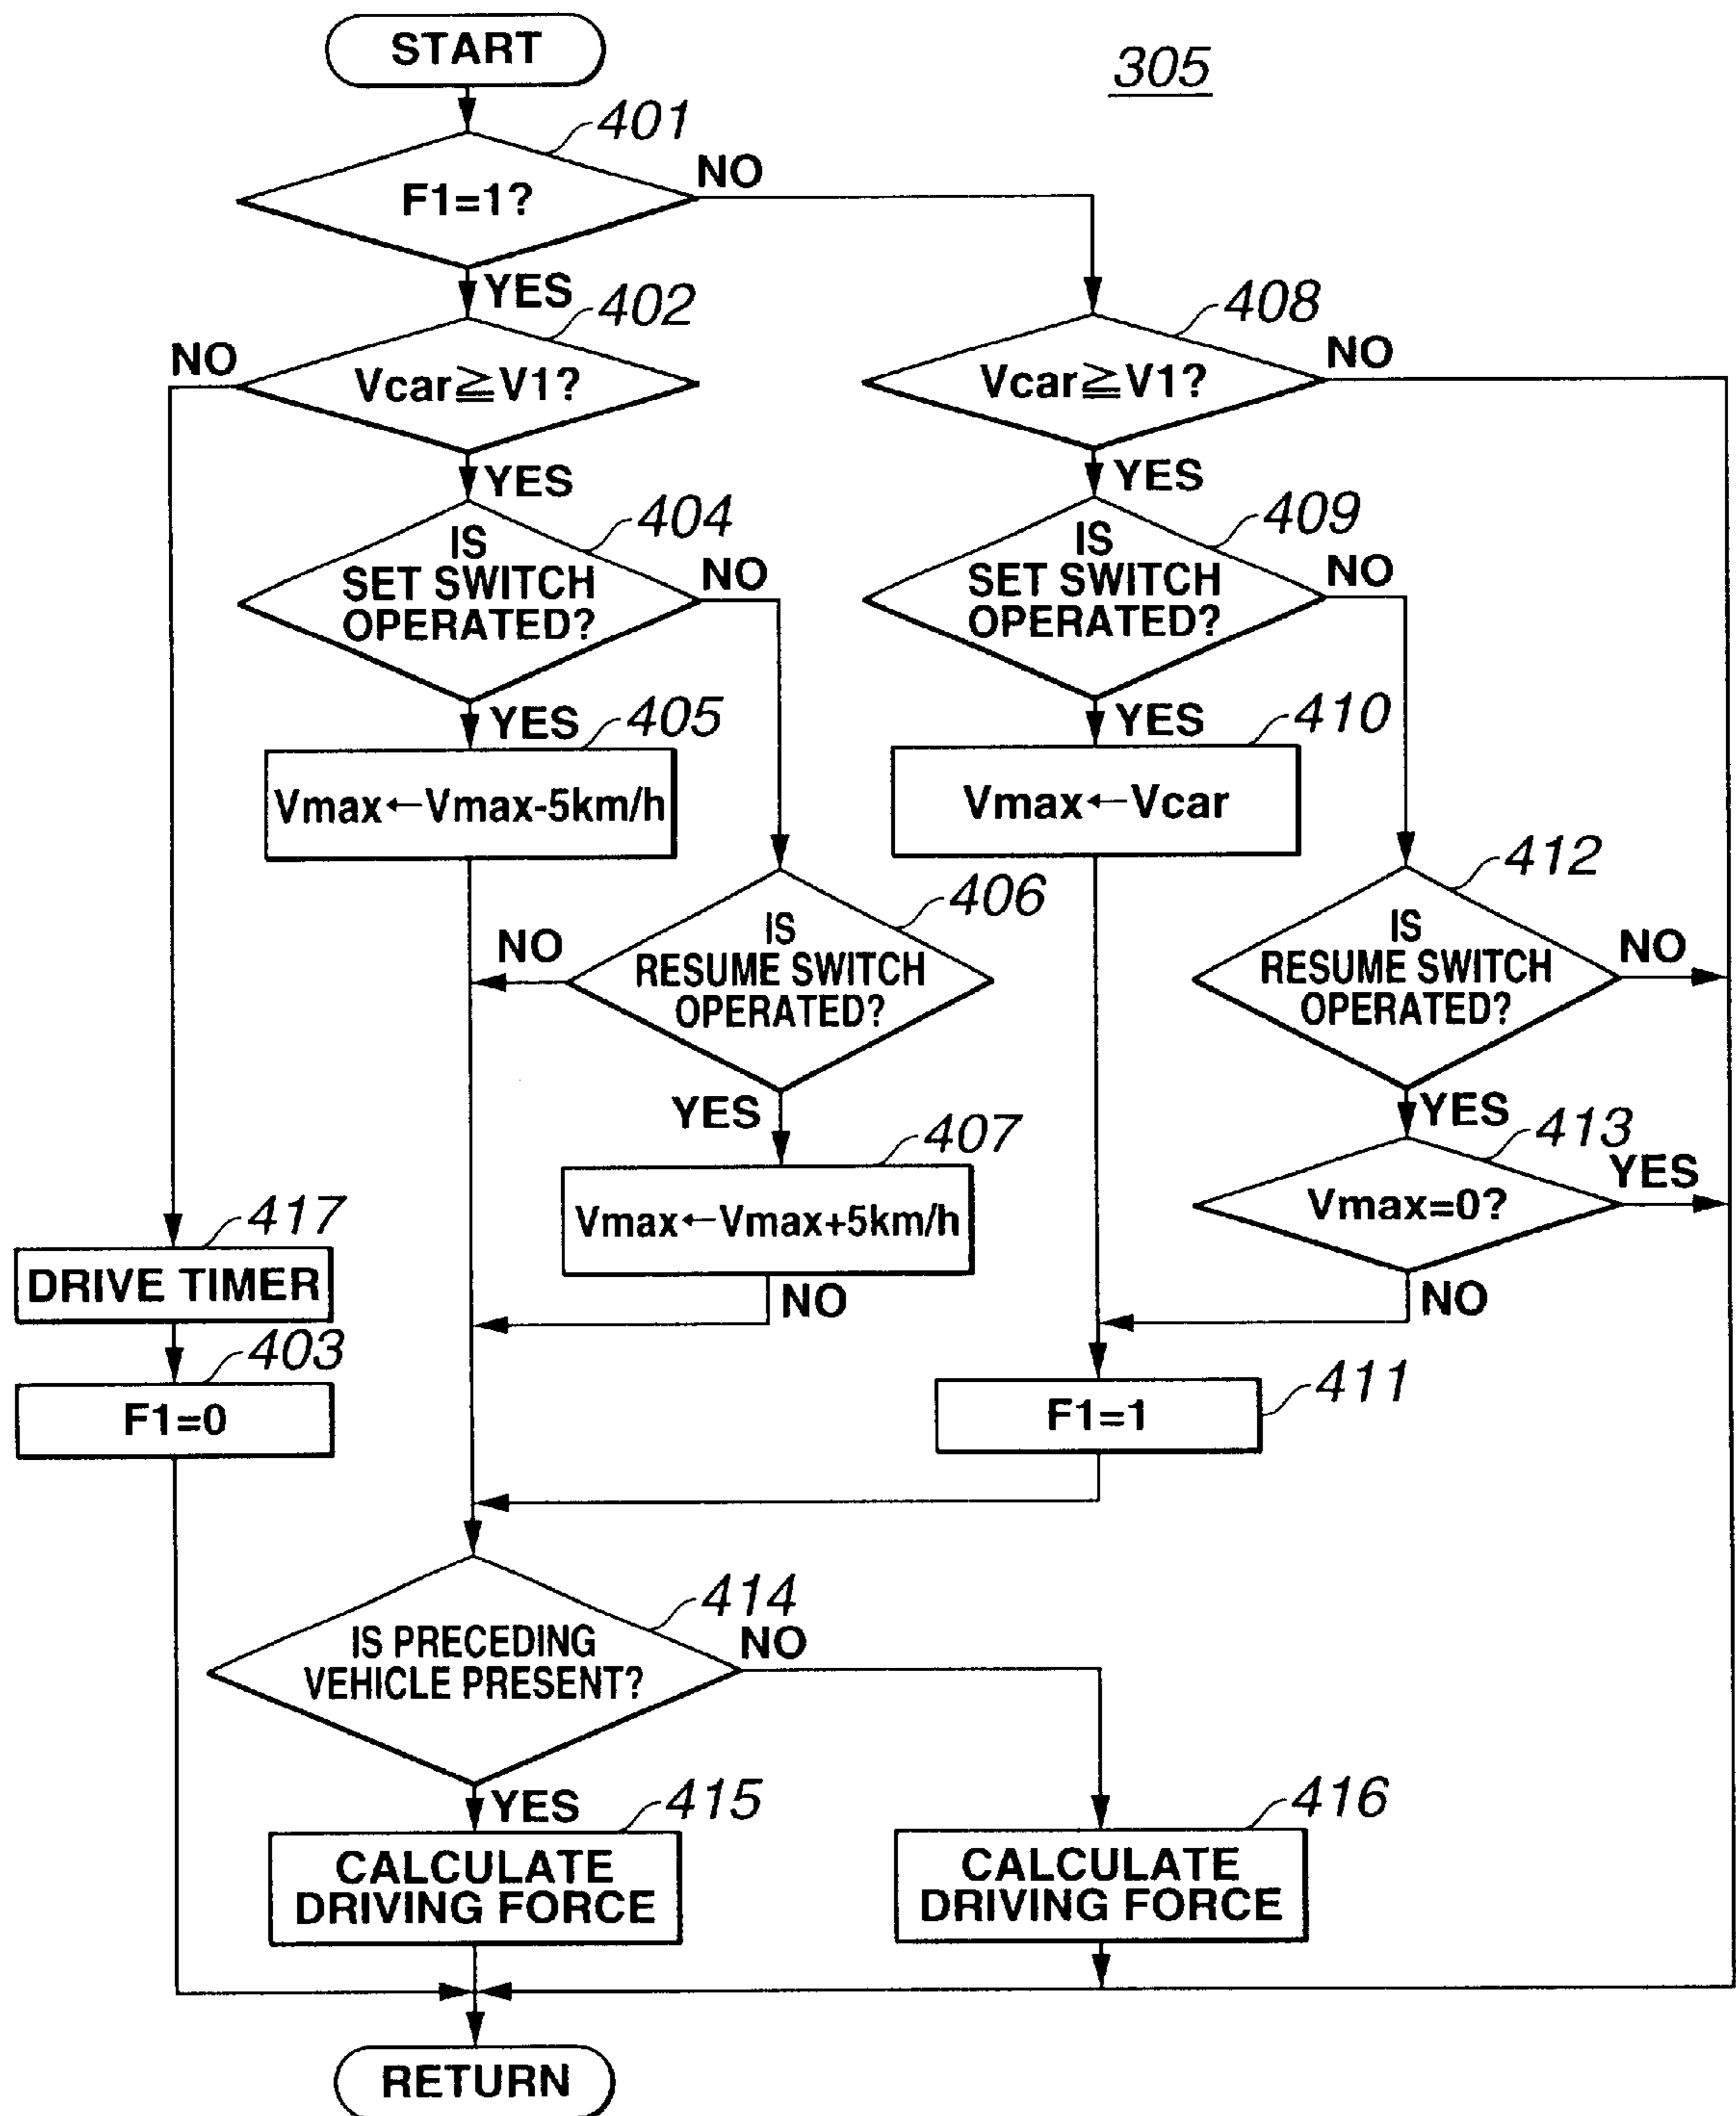 START
305
401
F1=1?
NO
YES
402
NO
Vcar≧V1?
YES
408
Vcar≧V1?
NO
YES
404
IS
SET SWITCH
OPERATED?
NO
YES
409
IS
SET SWITCH
OPERATED?
NO
YES
405
Vmax←Vmax-5km/h
410
Vmax←Vcar
406
IS
RESUME SWITCH
OPERATED?
NO
YES
412
IS
RESUME SWITCH
OPERATED?
NO
YES
407
Vmax←Vmax+5km/h
NO
413
Vmax=0?
YES
NO
417
DRIVE TIMER
403
F1=0
411
F1=1
414
IS PRECEDING
VEHICLE PRESENT?
NO
YES
415
CALCULATE
DRIVING FORCE
416
CALCULATE
DRIVING FORCE
RETURN